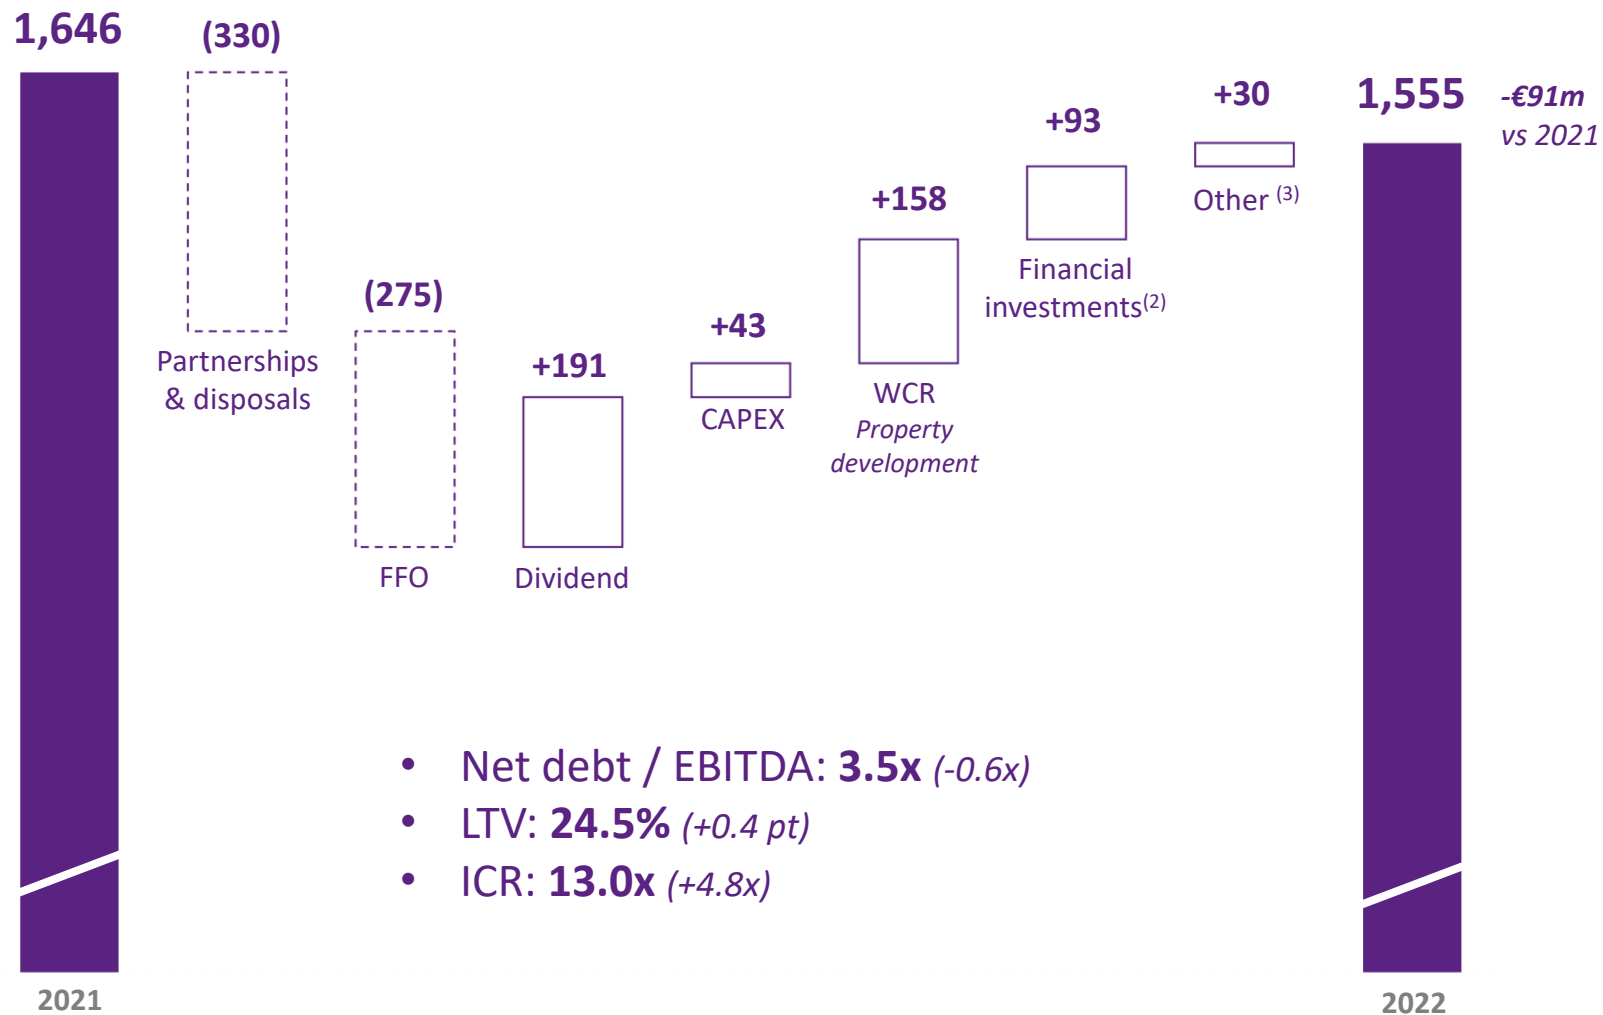 1,646
(330)
Partnerships
& disposals
(275)
FFO
+191
Dividend
+43
CAPEX
+158
WCR
Property
development
+93
Financial
investments(2)
+30
Other (3)
1,555
-€91m
vs 2021
• Net debt / EBITDA: 3.5x (-0.6x)
• LTV: 24.5% (+0.4 pt)
• ICR: 13.0x (+4.8x)
2021
2022